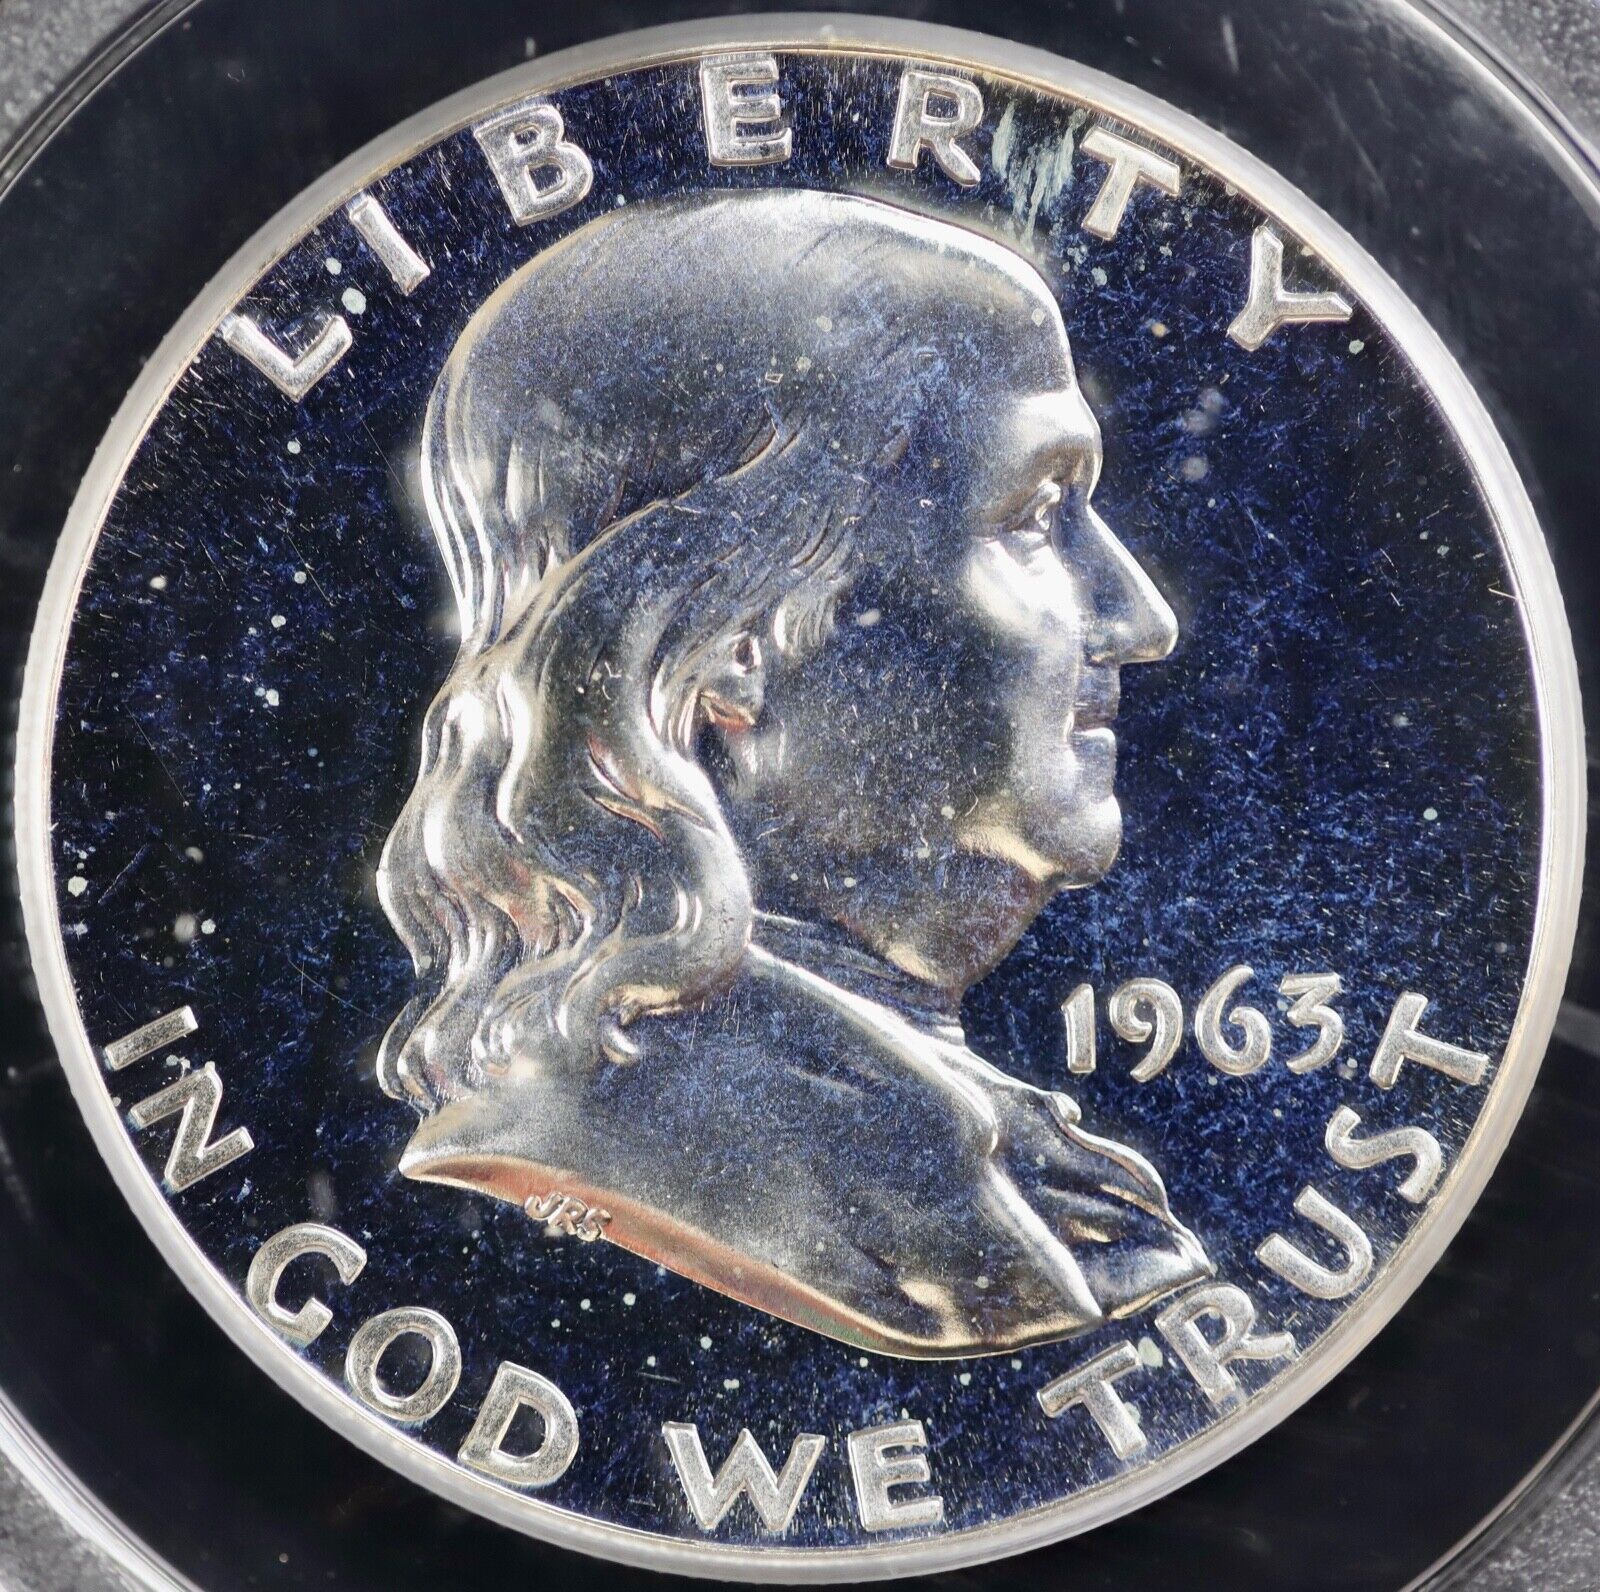 LIBERTY
1963
JRS
IN GOD WE TRUST